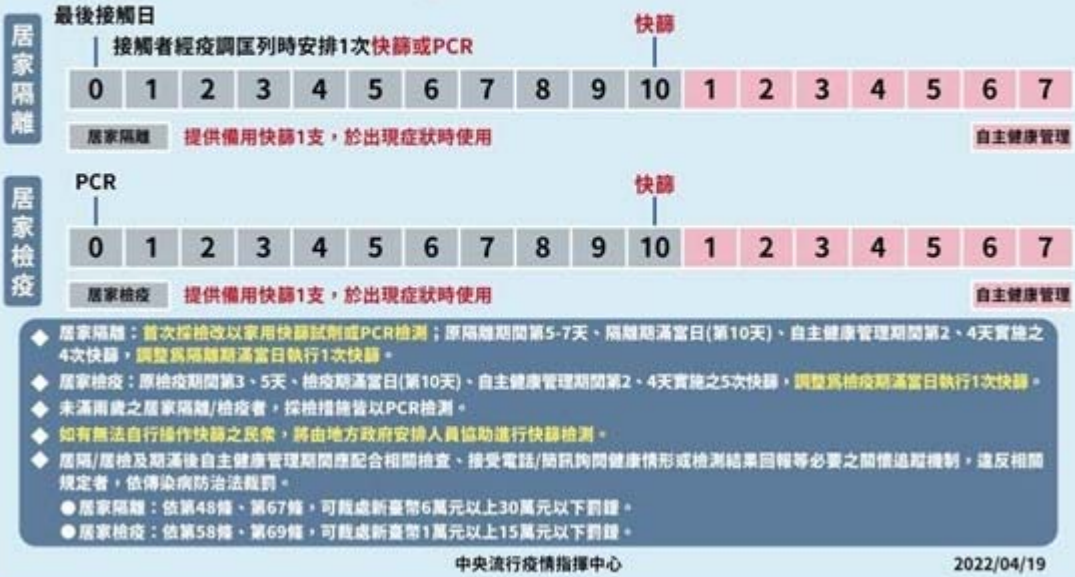 居家隔離
最後接觸日
快篩
接觸者經疫調匡列時安排1次快篩或PCR
0 1 2 3 4 5 6 7 8 9 10 1 2 3 4 5 6 7
居家隔離 提供備用快篩1支，於出現症狀時使用 自主健康管理
居家檢疫
PCR 快篩
0 1 2 3 4 5 6 7 8 9 10 1 2 3 4 5 6 7
居家檢疫 提供備用快篩1支，於出現症狀時使用 自主健康管理
◆ 居家隔離：首次採檢改以家用快篩試劑或PCR檢測；原隔離期間第5-7天、隔離期滿當日(第10天)、自主健康管理期間第2、4天實施之
4次快篩，調整為隔離期滿當日執行1次快篩。
◆ 居家檢疫：原檢疫期間第3、5天、檢疫期滿當日(第10天)、自主健康管理期間第2、4天實施之5次快篩，調整為檢疫期滿當日執行1次快篩。
◆ 未滿兩歲之居家隔離/檢疫者，採檢措施皆以PCR檢測。
◆ 如有無法自行操作快篩之民眾，將由地方政府安排人員協助進行快篩檢測。
◆ 居隔/居檢及期滿後自主健康管理期間應配合相關檢查、接受電話/簡訊詢問健康情形或檢測結果回報等必要之關懷追蹤機制，違反相關
規定者，依傳染病防治法裁罰。
●居家隔離：依第48條、第67條，可裁處新臺幣6萬元以上30萬元以下罰鍰。
●居家檢疫：依第58條、第69條，可裁處新臺幣1萬元以上15萬元以下罰鍰。
中央流行疫情指揮中心 2022/04/19